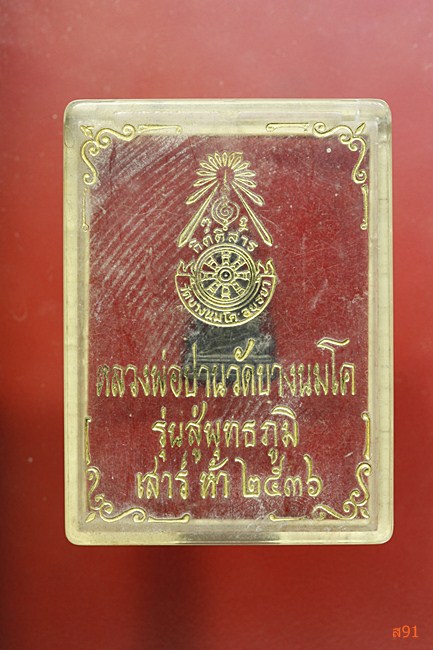 กิตติสาร
วัดบางนมโค อยุธยา
หลวงพ่อปานวัดบางนมโค
รุ่นสู้พุทธภูมิ
เสาร์ ห้า ๒๕๓๖
ส91